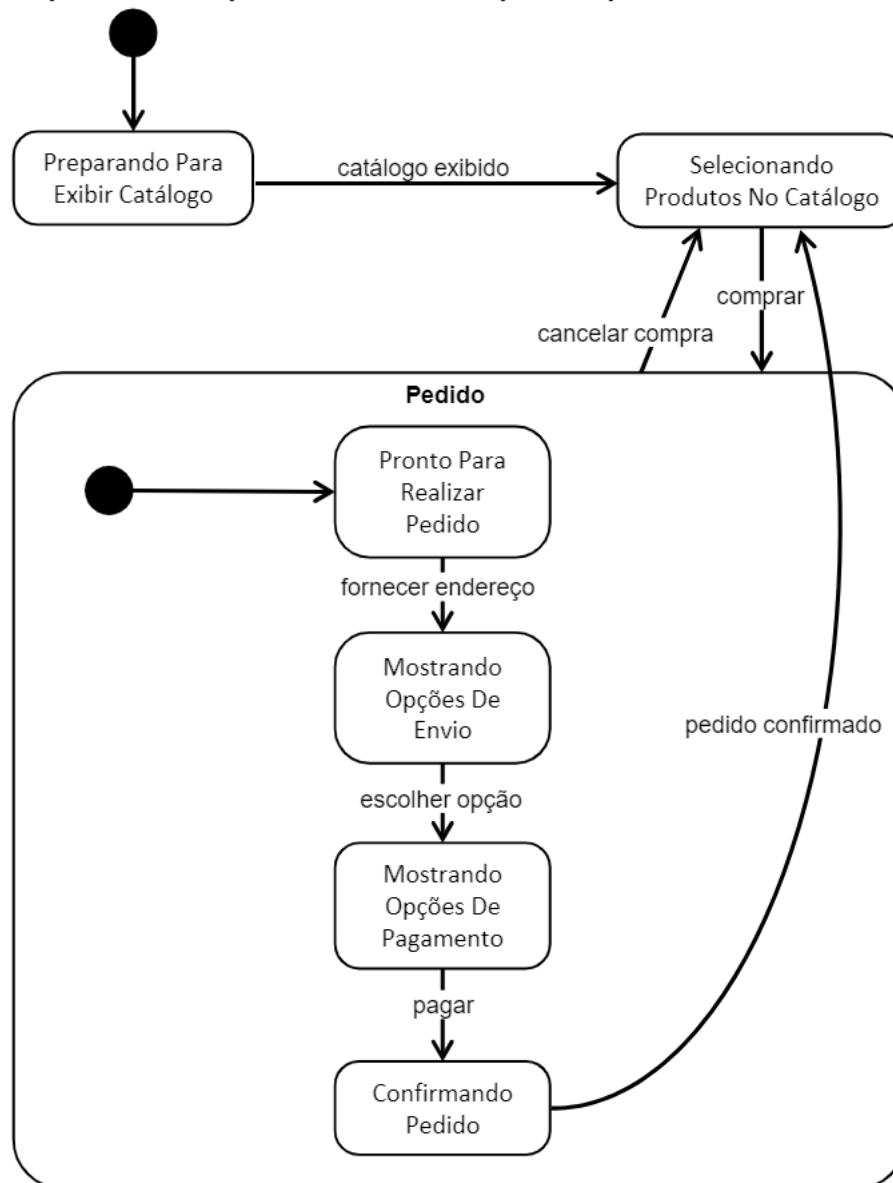 Preparando Para
Exibir Catálogo
catálogo exibido
Selecionando
Produtos No Catálogo
comprar
cancelar compra
Pedido
Pronto Para
Realizar
Pedido
fornecer endereço
Mostrando
Opções De
Envio
pedido confirmado
escolher opção
Mostrando
Opções De
Pagamento
pagar
Confirmando
Pedido